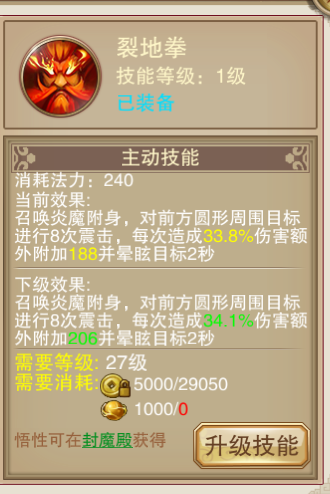 裂地拳
技能等级：1级
已装备
主动技能
消耗法力：240
当前效果:
召唤炎魔附身，对前方圆形周围目标
进行8次震击，每次造成33.8%伤害额
外附加188并晕眩目标2秒
下级效果:
召唤炎魔附身，对前方圆形周围目标
进行8次震击，每次造成34.1%伤害额
外附加206并晕眩目标2秒
需要等级: 27级
需要消耗: 5000/29050
1000/0
悟性可在封魔殿获得
升级技能